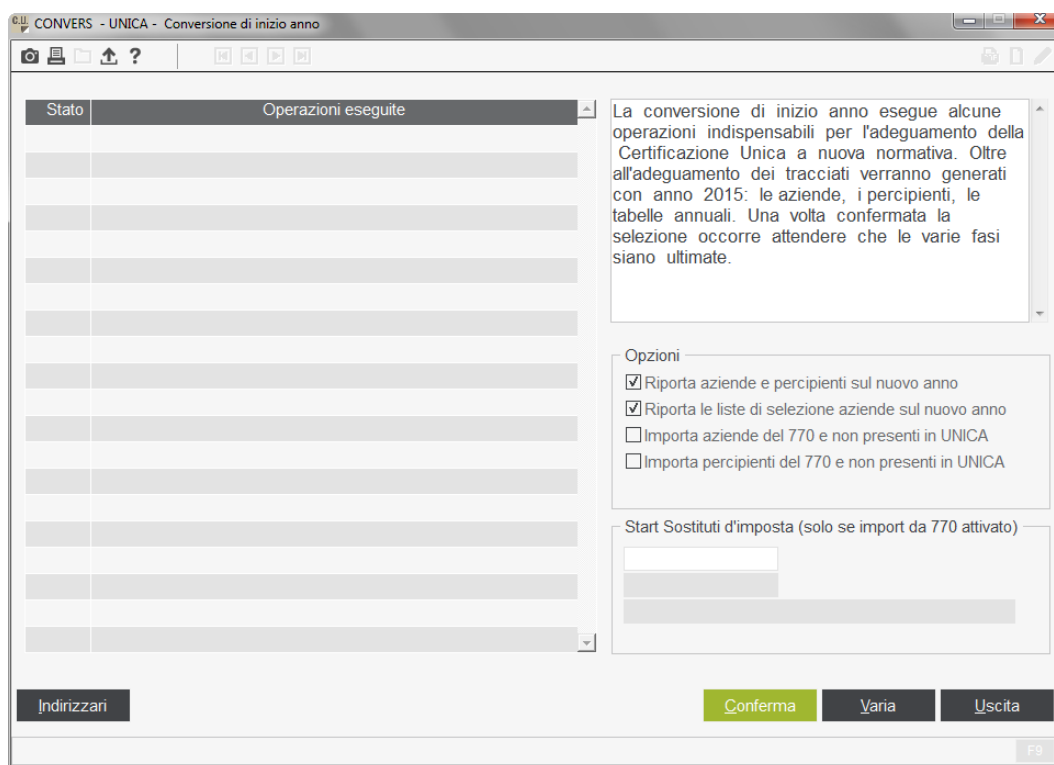 CONVERS - UNICA - Conversione di inizio anno
Stato
Operazioni eseguite
La conversione di inizio anno esegue alcune
operazioni indispensabili per l'adeguamento della
Certificazione Unica a nuova normativa. Oltre
all'adeguamento dei tracciati verranno generati
con anno 2015: le aziende, i percipienti, le
tabelle annuali. Una volta confermata la
selezione occorre attendere che le varie fasi
siano ultimate.
Opzioni
Riporta aziende e percipienti sul nuovo anno
Riporta le liste di selezione aziende sul nuovo anno
Importa aziende del 770 e non presenti in UNICA
Importa percipienti del 770 e non presenti in UNICA
Start Sostituti d'imposta (solo se import da 770 attivato)
Indirizzari
Conferma
Varia
Uscita
F9